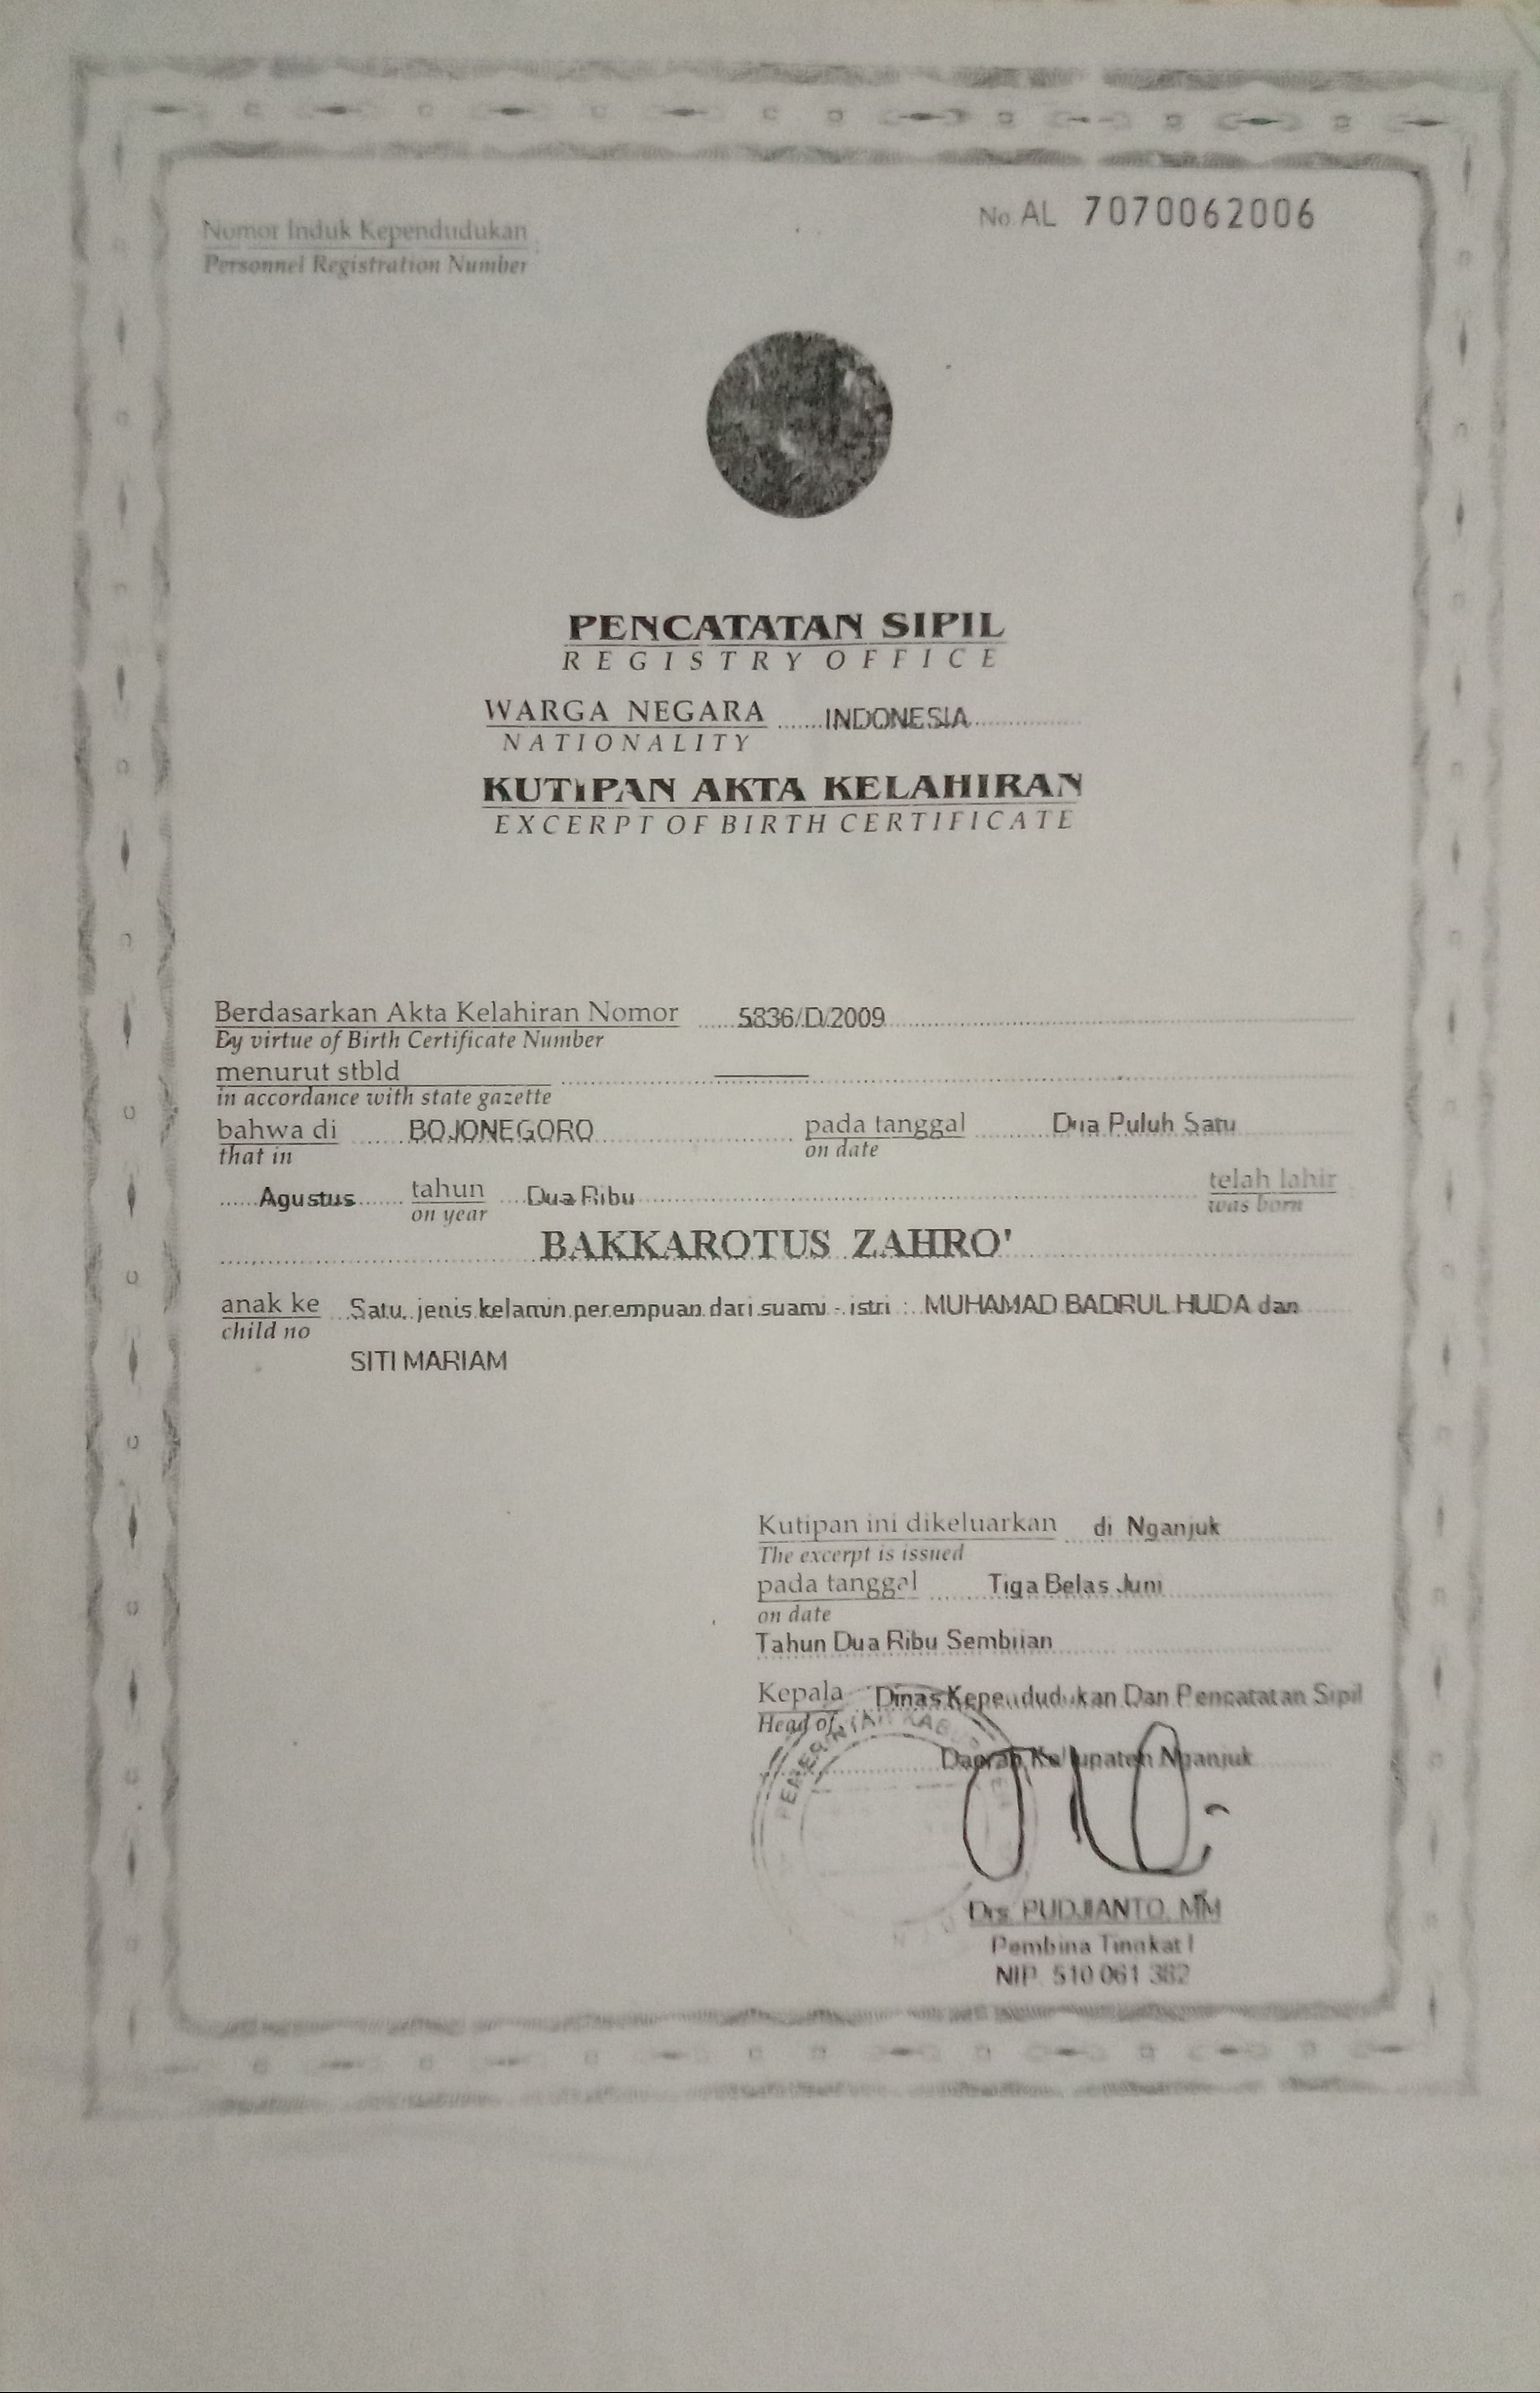 No. AL 7070062006
Nomor Induk Kependudukan
Personnel Registration Number
PENCATATAN SIPIL
REGISTRY OFFICE
WARGA NEGARA INDONESIA
NATIONALITY
KUTIPAN AKTA KELAHIRAN
EXCERPT OF BIRTH CERTIFICATE
Berdasarkan Akta Kelahiran Nomor 5836/D/2009
By virtue of Birth Certificate Number
menurut stbld
in accordance with state gazette
bahwa di BOJONEGORO pada tanggal Dua Puluh Satu
that in on date
Agustus tahun Dua Ribu telah lahir
on year was born
BAKKAROTUS ZAHRO'
anak ke Satu, jenis kelamin perempuan dari suami - istri : MUHAMAD BADRUL HUDA dan
child no
SITI MARIAM
Kutipan ini dikeluarkan di Nganjuk
The excerpt is issued
pada tanggal Tiga Belas Juni
on date
Tahun Dua Ribu Sembilan
Kepala Dinas Kependudukan Dan Pencatatan Sipil
Head of
Daerah Kabupaten Nganjuk
PEMERINTAH KABUPATEN
Drs. PUDJIANTO, MM
Pembina Tingkat I
NIP. 510 061 382